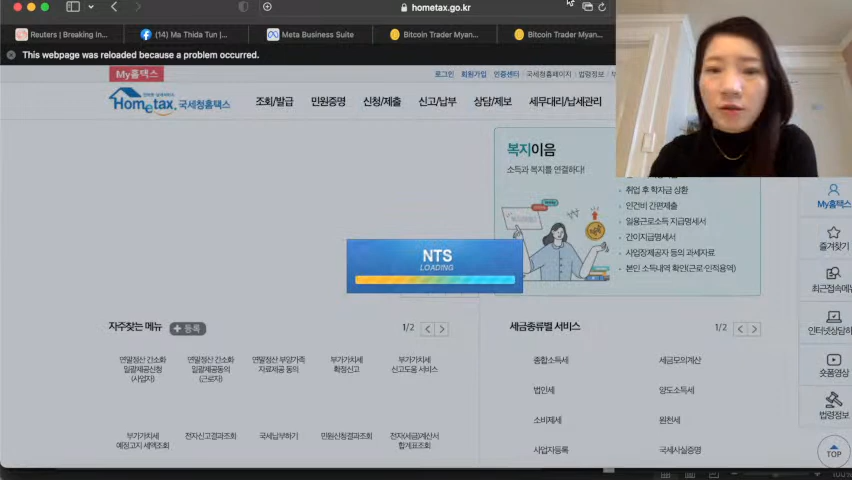 hometax.go.kr
Reuters | Breaking In...
(14) Ma Thida Tun |...
Meta Business Suite
Bitcoin Trader Myan...
Bitcoin Trader Myan...
This webpage was reloaded because a problem occurred.
My홈택스
로그인 회원가입 인증센터 국세청홈페이지 법령정보
Hometax. 국세청홈택스
조회/발급 민원증명 신청/제출 신고/납부 상담/제보 세무대리/납세관리
복지이음
소득과 복지를 연결하다!
취업 후 학자금 상환
인건비 간편제출
일용근로소득 지급명세서
간이지급명세서
사업장제공자 등의 과세자료
본인 소득내역 확인(근로·인적용역)
NTS
LOADING
My홈택스
즐겨찾기
최근접속메뉴
인터넷상담하
숏폼영상
법령정보
TOP
자주찾는 메뉴 + 등록 1/2
연말정산 간소화 일괄제공신청 (사업자)
연말정산 간소화 일괄제공동의 (근로자)
연말정산 부양가족 자료제공 동의
부가가치세 확정신고
부가가치세 신고도움 서비스
부가가치세 예정고지 세액조회
전자신고결과조회
국세납부하기
민원신청결과조회
전자(세금)계산서 합계표조회
세금종류별 서비스 1/2
종합소득세 세금모의계산
법인세 양도소득세
소비제세 원천세
사업자등록 국세사실증명
100%